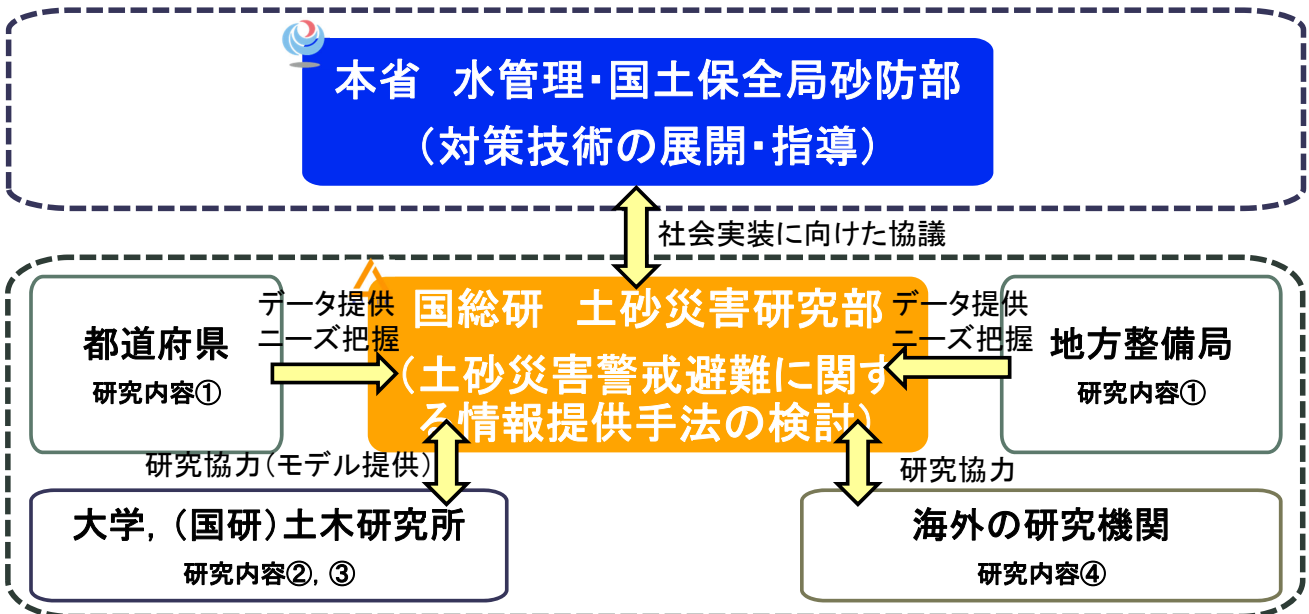 本省　水管理・国土保全局砂防部
（対策技術の展開・指導）
社会実装に向けた協議
都道府県
研究内容①
データ提供
ニーズ把握
国総研　土砂災害研究部
（土砂災害警戒避難に関す
る情報提供手法の検討）
データ提供
ニーズ把握
地方整備局
研究内容①
研究協力（モデル提供）
研究協力
大学，（国研）土木研究所
研究内容②，③
海外の研究機関
研究内容④